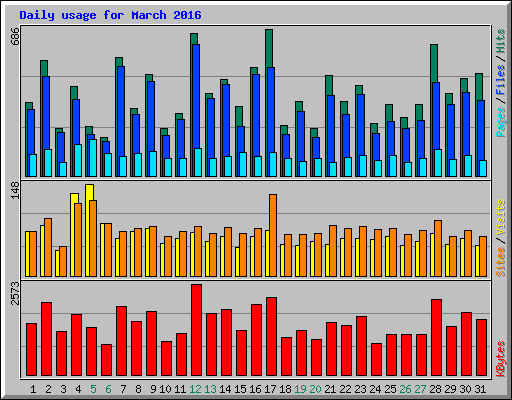 Daily usage for March 2016
686
Pages / Files / Hits
148
Sites / Visits
2573
KBytes
1 2 3 4 5 6 7 8 9 10 11 12 13 14 15 16 17 18 19 20 21 22 23 24 25 26 27 28 29 30 31